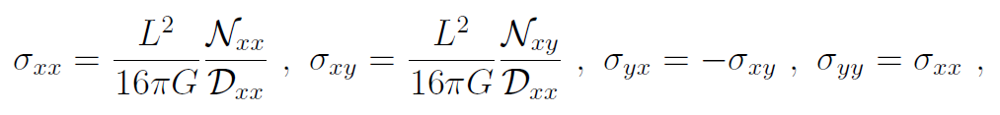 σ_{xx} = \frac{L^2}{16πG} \frac{\mathcal{N}_{xx}}{\mathcal{D}_{xx}} , σ_{xy} = \frac{L^2}{16πG} \frac{\mathcal{N}_{xy}}{\mathcal{D}_{xx}} , σ_{yx} = −σ_{xy} , σ_{yy} = σ_{xx} ,